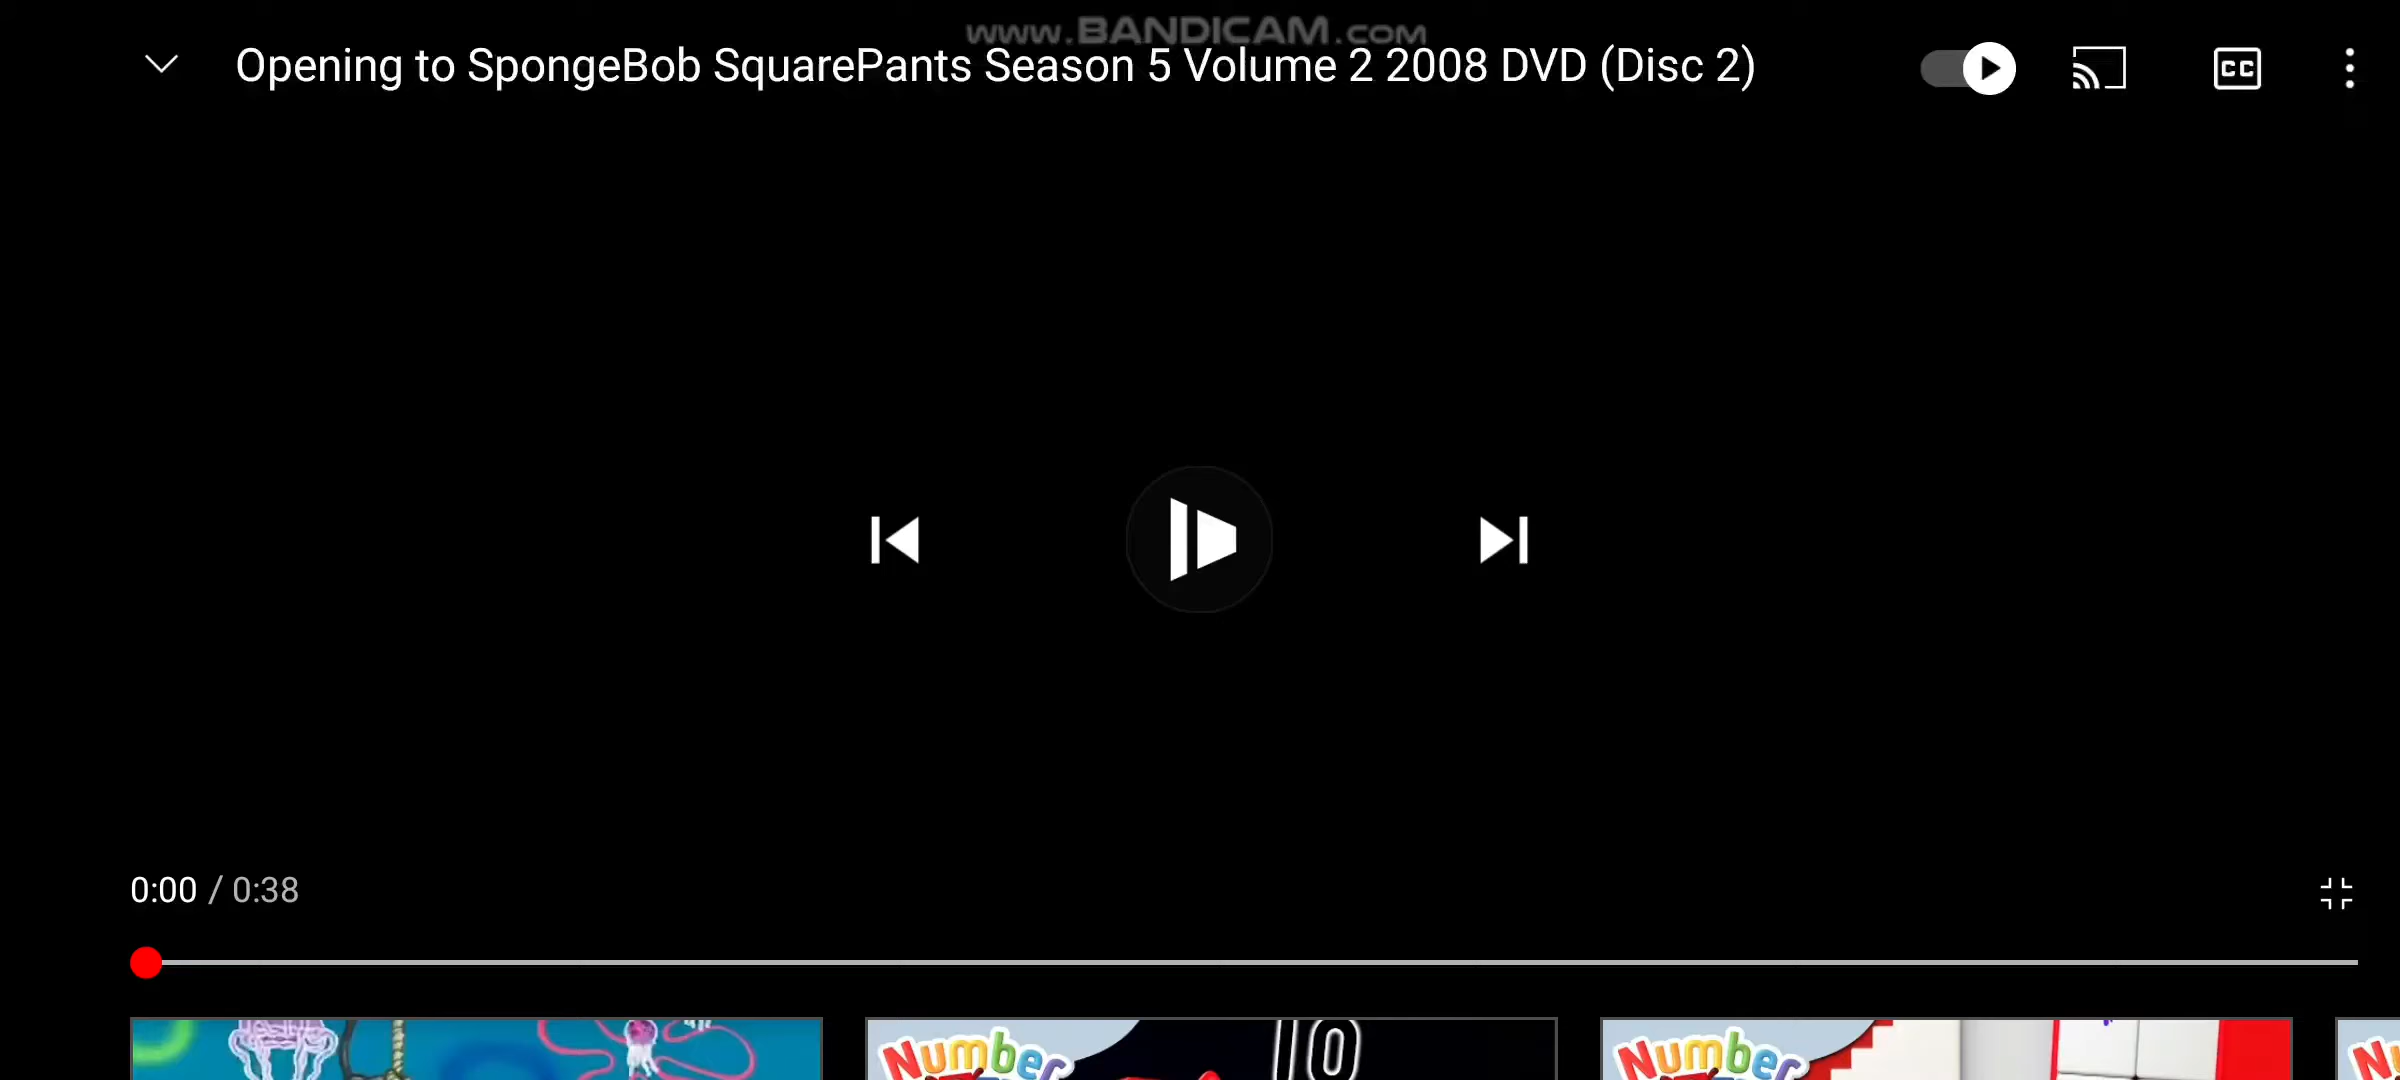 www.BANDICAM.com
Opening to SpongeBob SquarePants Season 5 Volume 2 2008 DVD (Disc 2)
CC
0:00 / 0:38
Number
10
Number